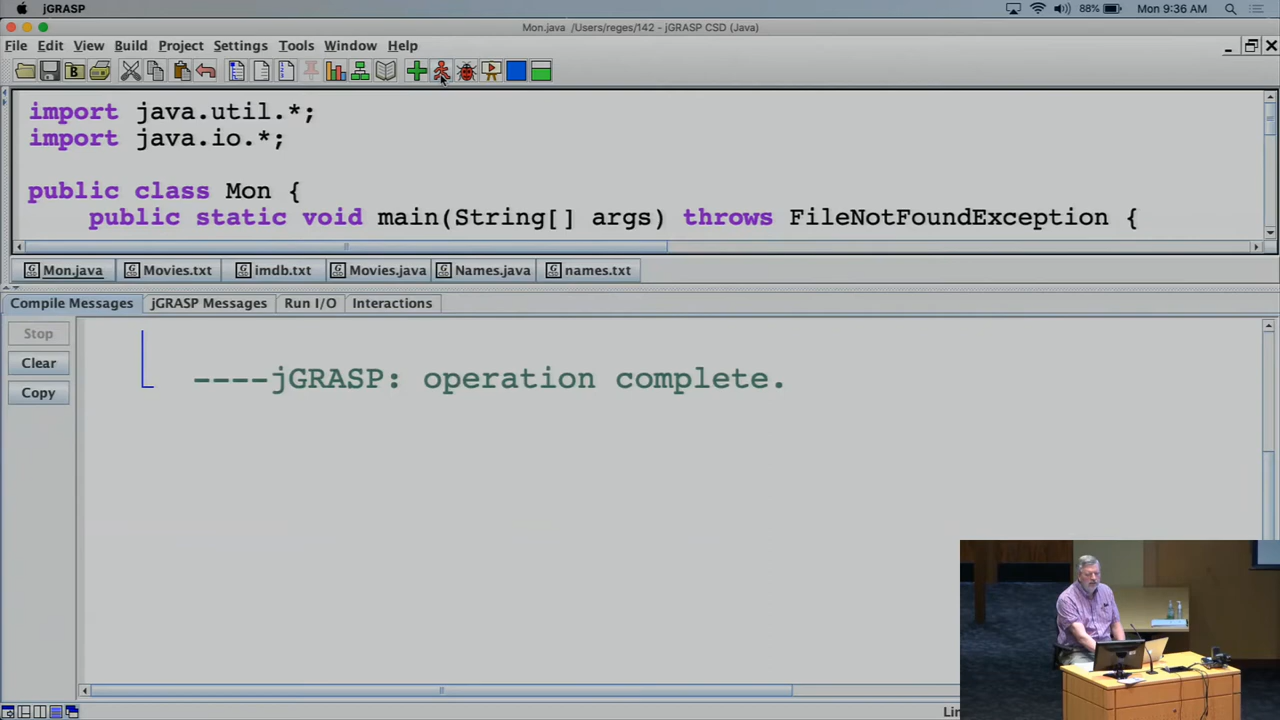 jGRASP
88%
Mon 9:36 AM
Mon.java /Users/reges/142 - jGRASP CSD (Java)
File Edit View Build Project Settings Tools Window Help
B
import java.util.*;
import java.io.*;
public class Mon {
public static void main(String[] args) throws FileNotFoundException {
Mon.java Movies.txt imdb.txt Movies.java Names.java names.txt
Compile Messages jGRASP Messages Run I/O Interactions
Stop
Clear
Copy
----jGRASP: operation complete.